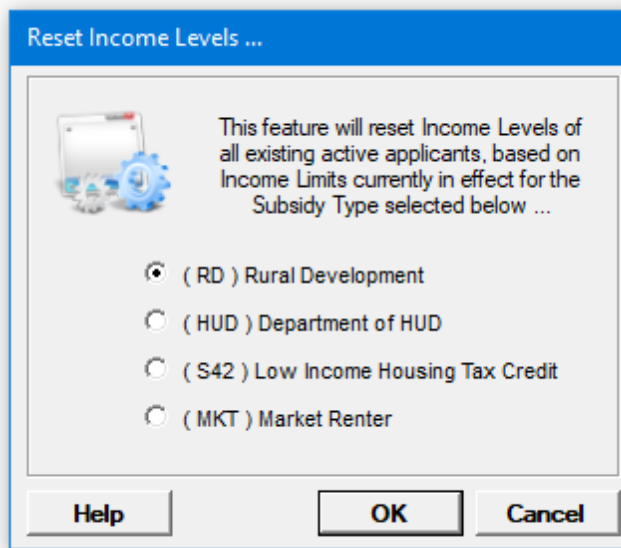 Reset Income Levels ...
This feature will reset Income Levels of
all existing active applicants, based on
Income Limits currently in effect for the
Subsidy Type selected below ...
( RD ) Rural Development
( HUD ) Department of HUD
( S42 ) Low Income Housing Tax Credit
( MKT ) Market Renter
Help OK Cancel